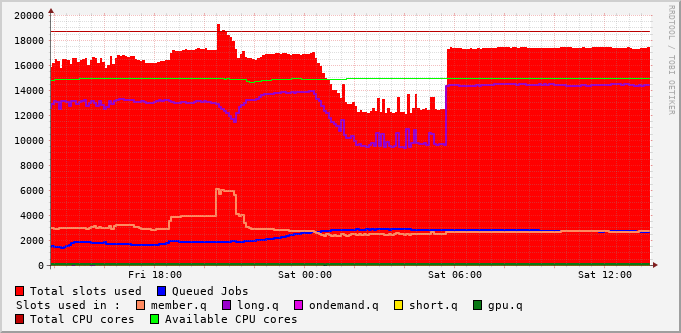 20000
18000
16000
14000
12000
10000
8000
6000
4000
2000
0
Fri 18:00 Sat 00:00 Sat 06:00 Sat 12:00
Total slots used Queued Jobs
Slots used in : member.q long.q ondemand.q short.q gpu.q
Total CPU cores Available CPU cores
RRDTOOL / TOBI OETIKER